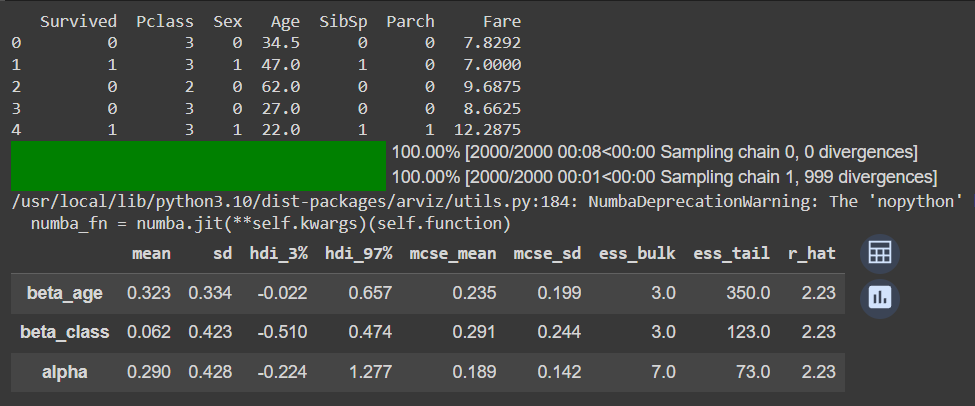 Survived Pclass Sex Age SibSp Parch Fare
0 0 3 0 34.5 0 0 7.8292
1 1 3 1 47.0 1 0 7.0000
2 0 2 0 62.0 0 0 9.6875
3 0 3 0 27.0 0 0 8.6625
4 1 3 1 22.0 1 1 12.2875
100.00% [2000/2000 00:08<00:00 Sampling chain 0, 0 divergences]
100.00% [2000/2000 00:01<00:00 Sampling chain 1, 999 divergences]
/usr/local/lib/python3.10/dist-packages/arviz/utils.py:184: NumbaDeprecationWarning: The 'nopython'
numba_fn = numba.jit(**self.kwargs)(self.function)
mean sd hdi_3% hdi_97% mcse_mean mcse_sd ess_bulk ess_tail r_hat
beta_age 0.323 0.334 -0.022 0.657 0.235 0.199 3.0 350.0 2.23
beta_class 0.062 0.423 -0.510 0.474 0.291 0.244 3.0 123.0 2.23
alpha 0.290 0.428 -0.224 1.277 0.189 0.142 7.0 73.0 2.23